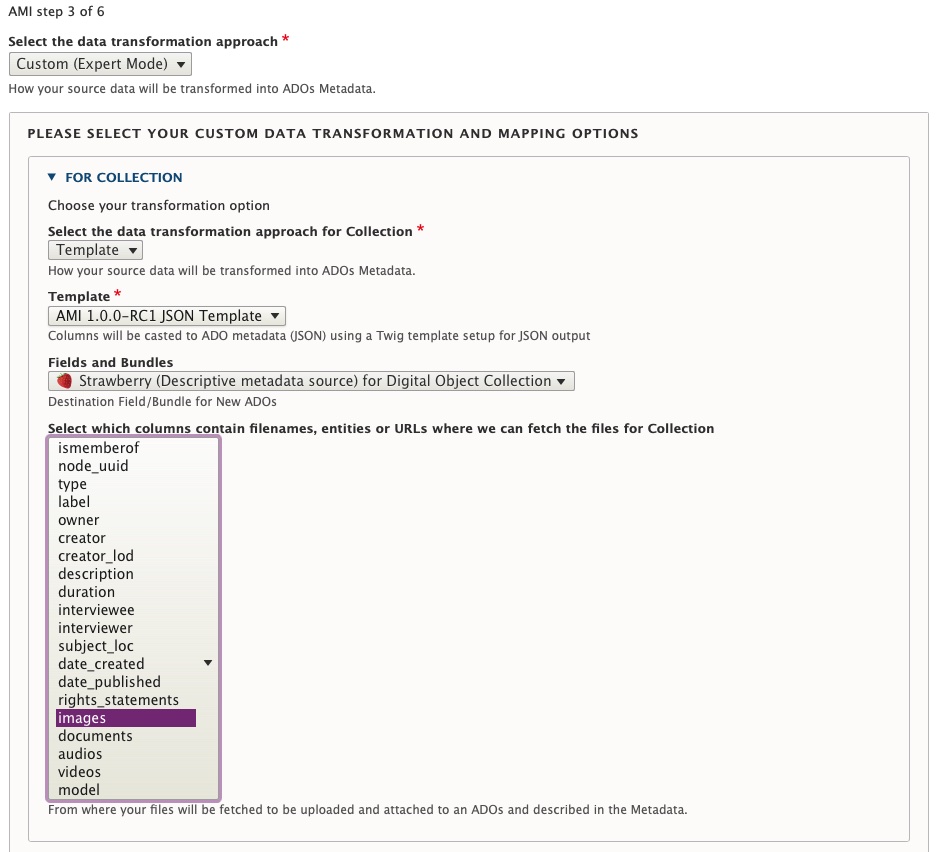 AMI step 3 of 6
Select the data transformation approach *
Custom (Expert Mode)
How your source data will be transformed into ADOs Metadata.
PLEASE SELECT YOUR CUSTOM DATA TRANSFORMATION AND MAPPING OPTIONS
FOR COLLECTION
Choose your transformation option
Select the data transformation approach for Collection *
Template
How your source data will be transformed into ADOs Metadata.
Template *
AMI 1.0.0-RC1 JSON Template
Columns will be casted to ADO metadata (JSON) using a Twig template setup for JSON output
Fields and Bundles
Strawberry (Descriptive metadata source) for Digital Object Collection
Destination Field/Bundle for New ADOs
Select which columns contain filenames, entities or URLs where we can fetch the files for Collection
ismemberof
node_uuid
type
label
owner
creator
creator_lod
description
duration
interviewee
interviewer
subject_loc
date_created
date_published
rights_statements
images
documents
audios
videos
model
From where your files will be fetched to be uploaded and attached to an ADOs and described in the Metadata.